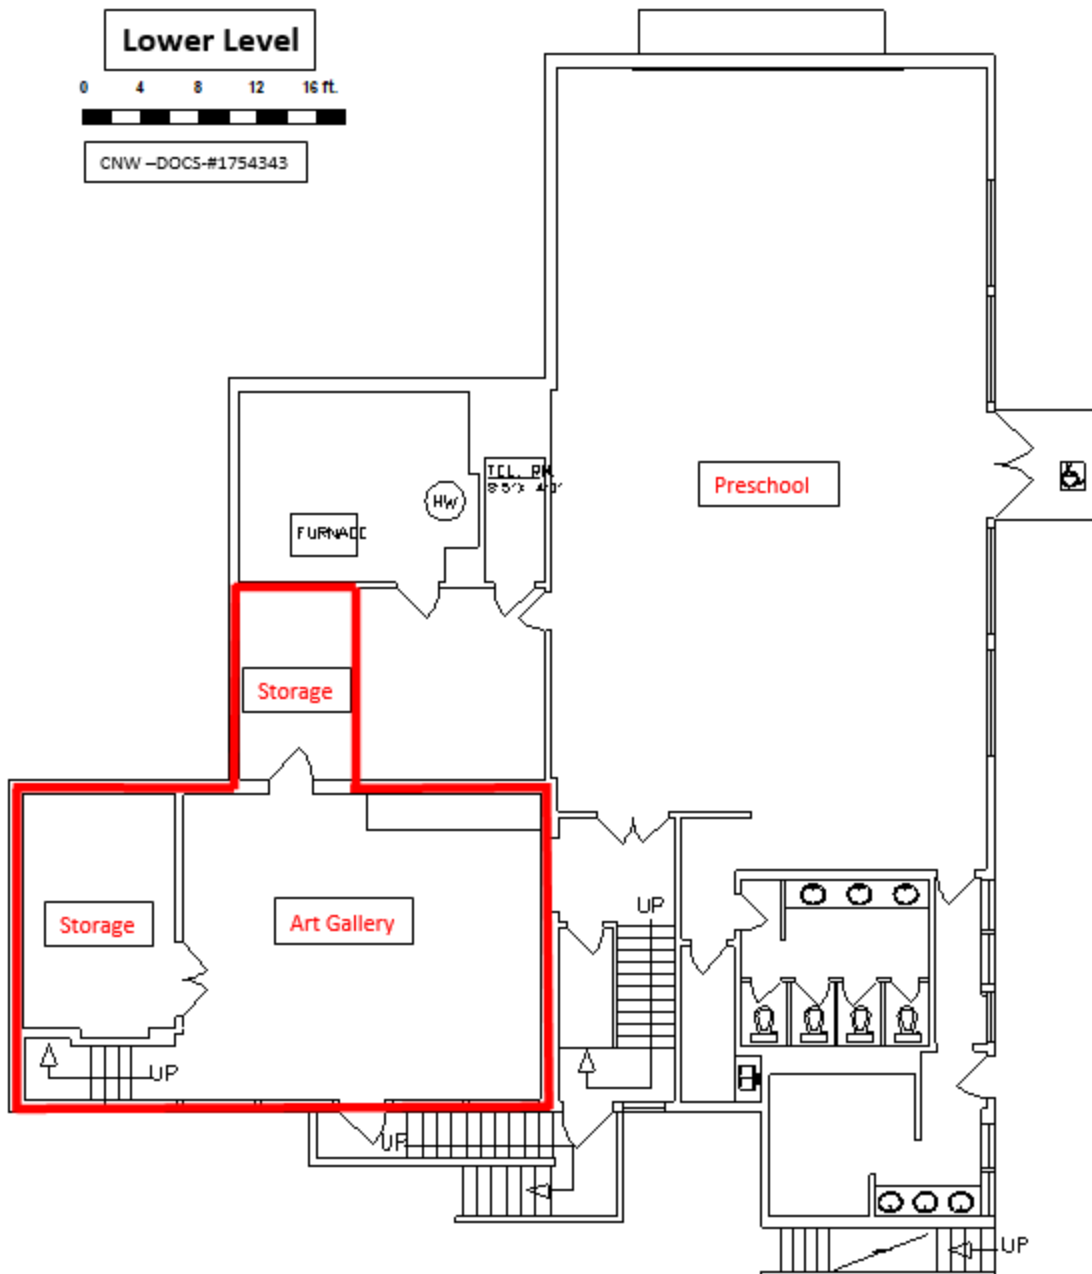 Lower Level
0 4 8 12 16 ft.
CNW –DOCS-#1754343
TEL. RM
HW
Preschool
FURNACE
Storage
Storage
Art Gallery
UP
UP
UP
UP